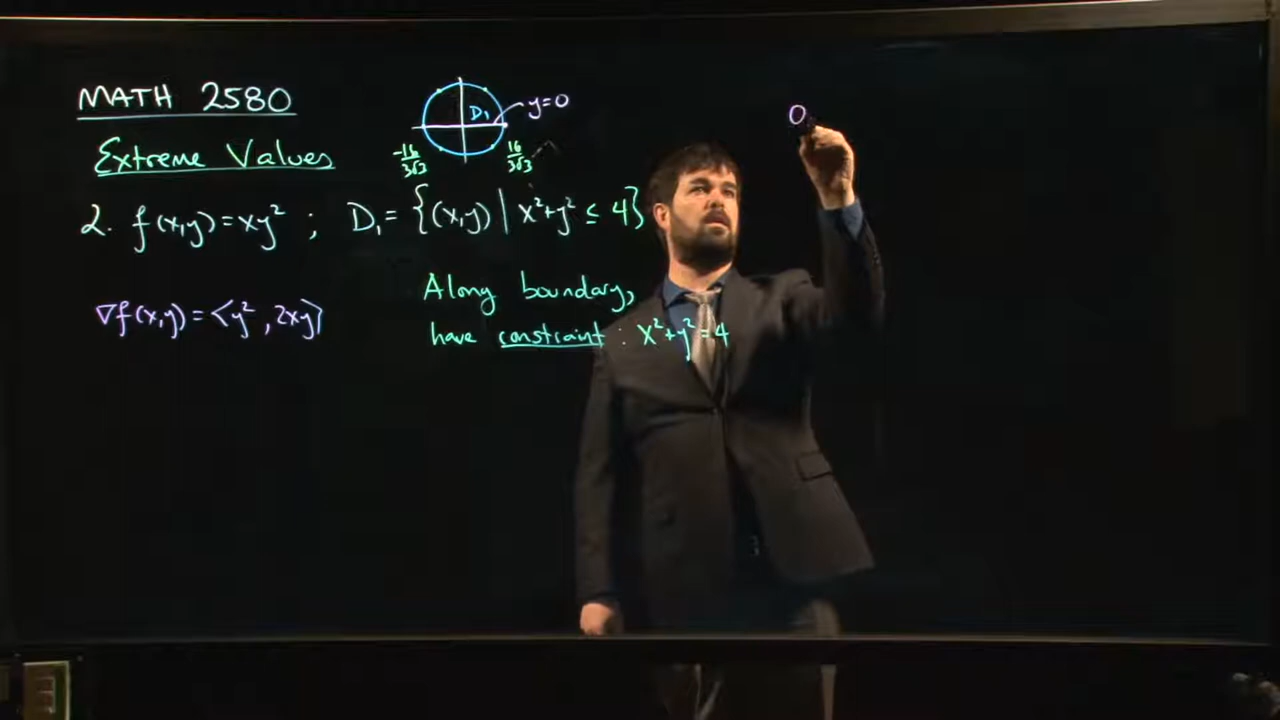 MATH 2580
Extreme Values
D₁ y=0
-16/3√3 16/3√3
2. f(x,y)=xy² ; D₁ = {(x,y) | x²+y² ≤ 4}
∇f(x,y)=⟨y², 2xy⟩
Along boundary,
have constraint : x²+y²=4
0